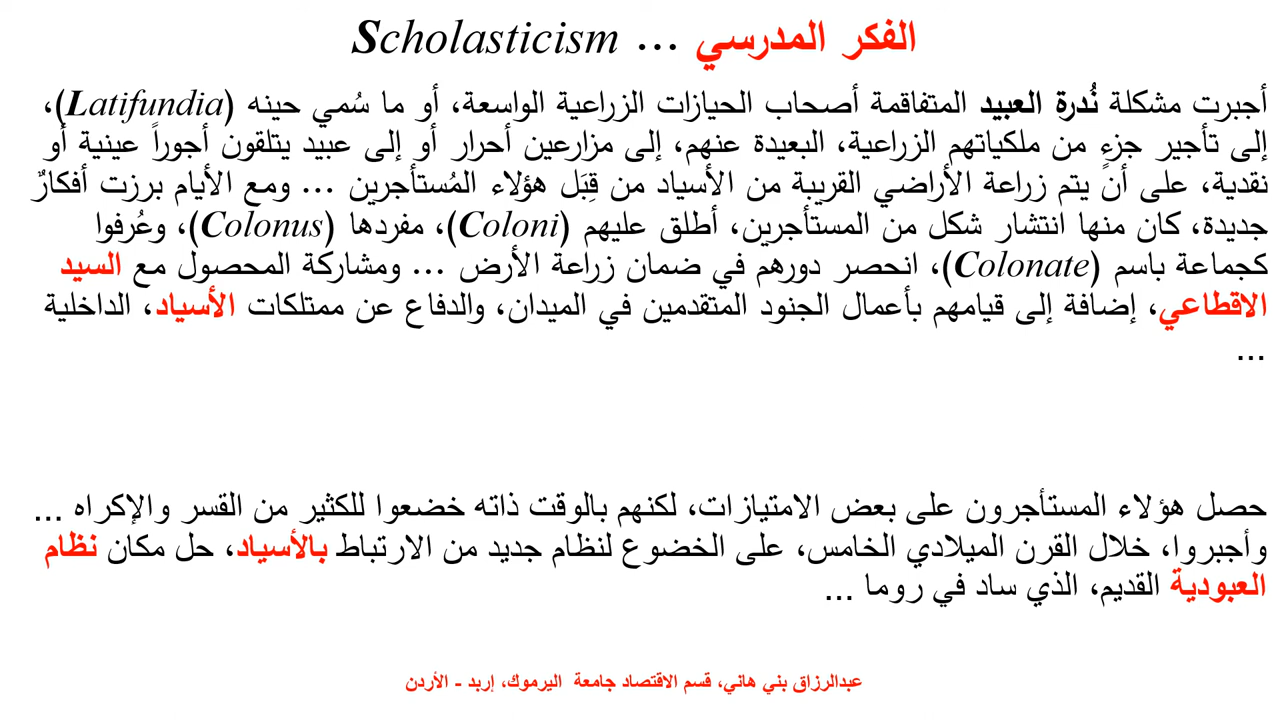 الفكر المدرسي ... Scholasticism
أجبرت مشكلة نُدرة العبيد المتفاقمة أصحاب الحيازات الزراعية الواسعة، أو ما سُمي حينه (Latifundia)،
إلى تأجير جزءٍ من ملكياتهم الزراعية، البعيدة عنهم، إلى مزارعين أحرار أو إلى عبيد يتلقون أجوراً عينية أو
نقدية، على أن يتم زراعة الأراضي القريبة من الأسياد من قِبَل هؤلاء المُستأجرين ... ومع الأيام برزت أفكارٌ
جديدة، كان منها انتشار شكل من المستأجرين، أطلق عليهم (Coloni)، مفردها (Colonus)، وعُرفوا
كجماعة باسم (Colonate)، انحصر دورهم في ضمان زراعة الأرض ... ومشاركة المحصول مع السيد
الاقطاعي، إضافة إلى قيامهم بأعمال الجنود المتقدمين في الميدان، والدفاع عن ممتلكات الأسياد، الداخلية
...
حصل هؤلاء المستأجرون على بعض الامتيازات، لكنهم بالوقت ذاته خضعوا للكثير من القسر والإكراه ...
وأجبروا، خلال القرن الميلادي الخامس، على الخضوع لنظام جديد من الارتباط بالأسياد، حل مكان نظام
العبودية القديم، الذي ساد في روما ...
عبدالرزاق بني هاني، قسم الاقتصاد جامعة اليرموك، إربد - الأردن